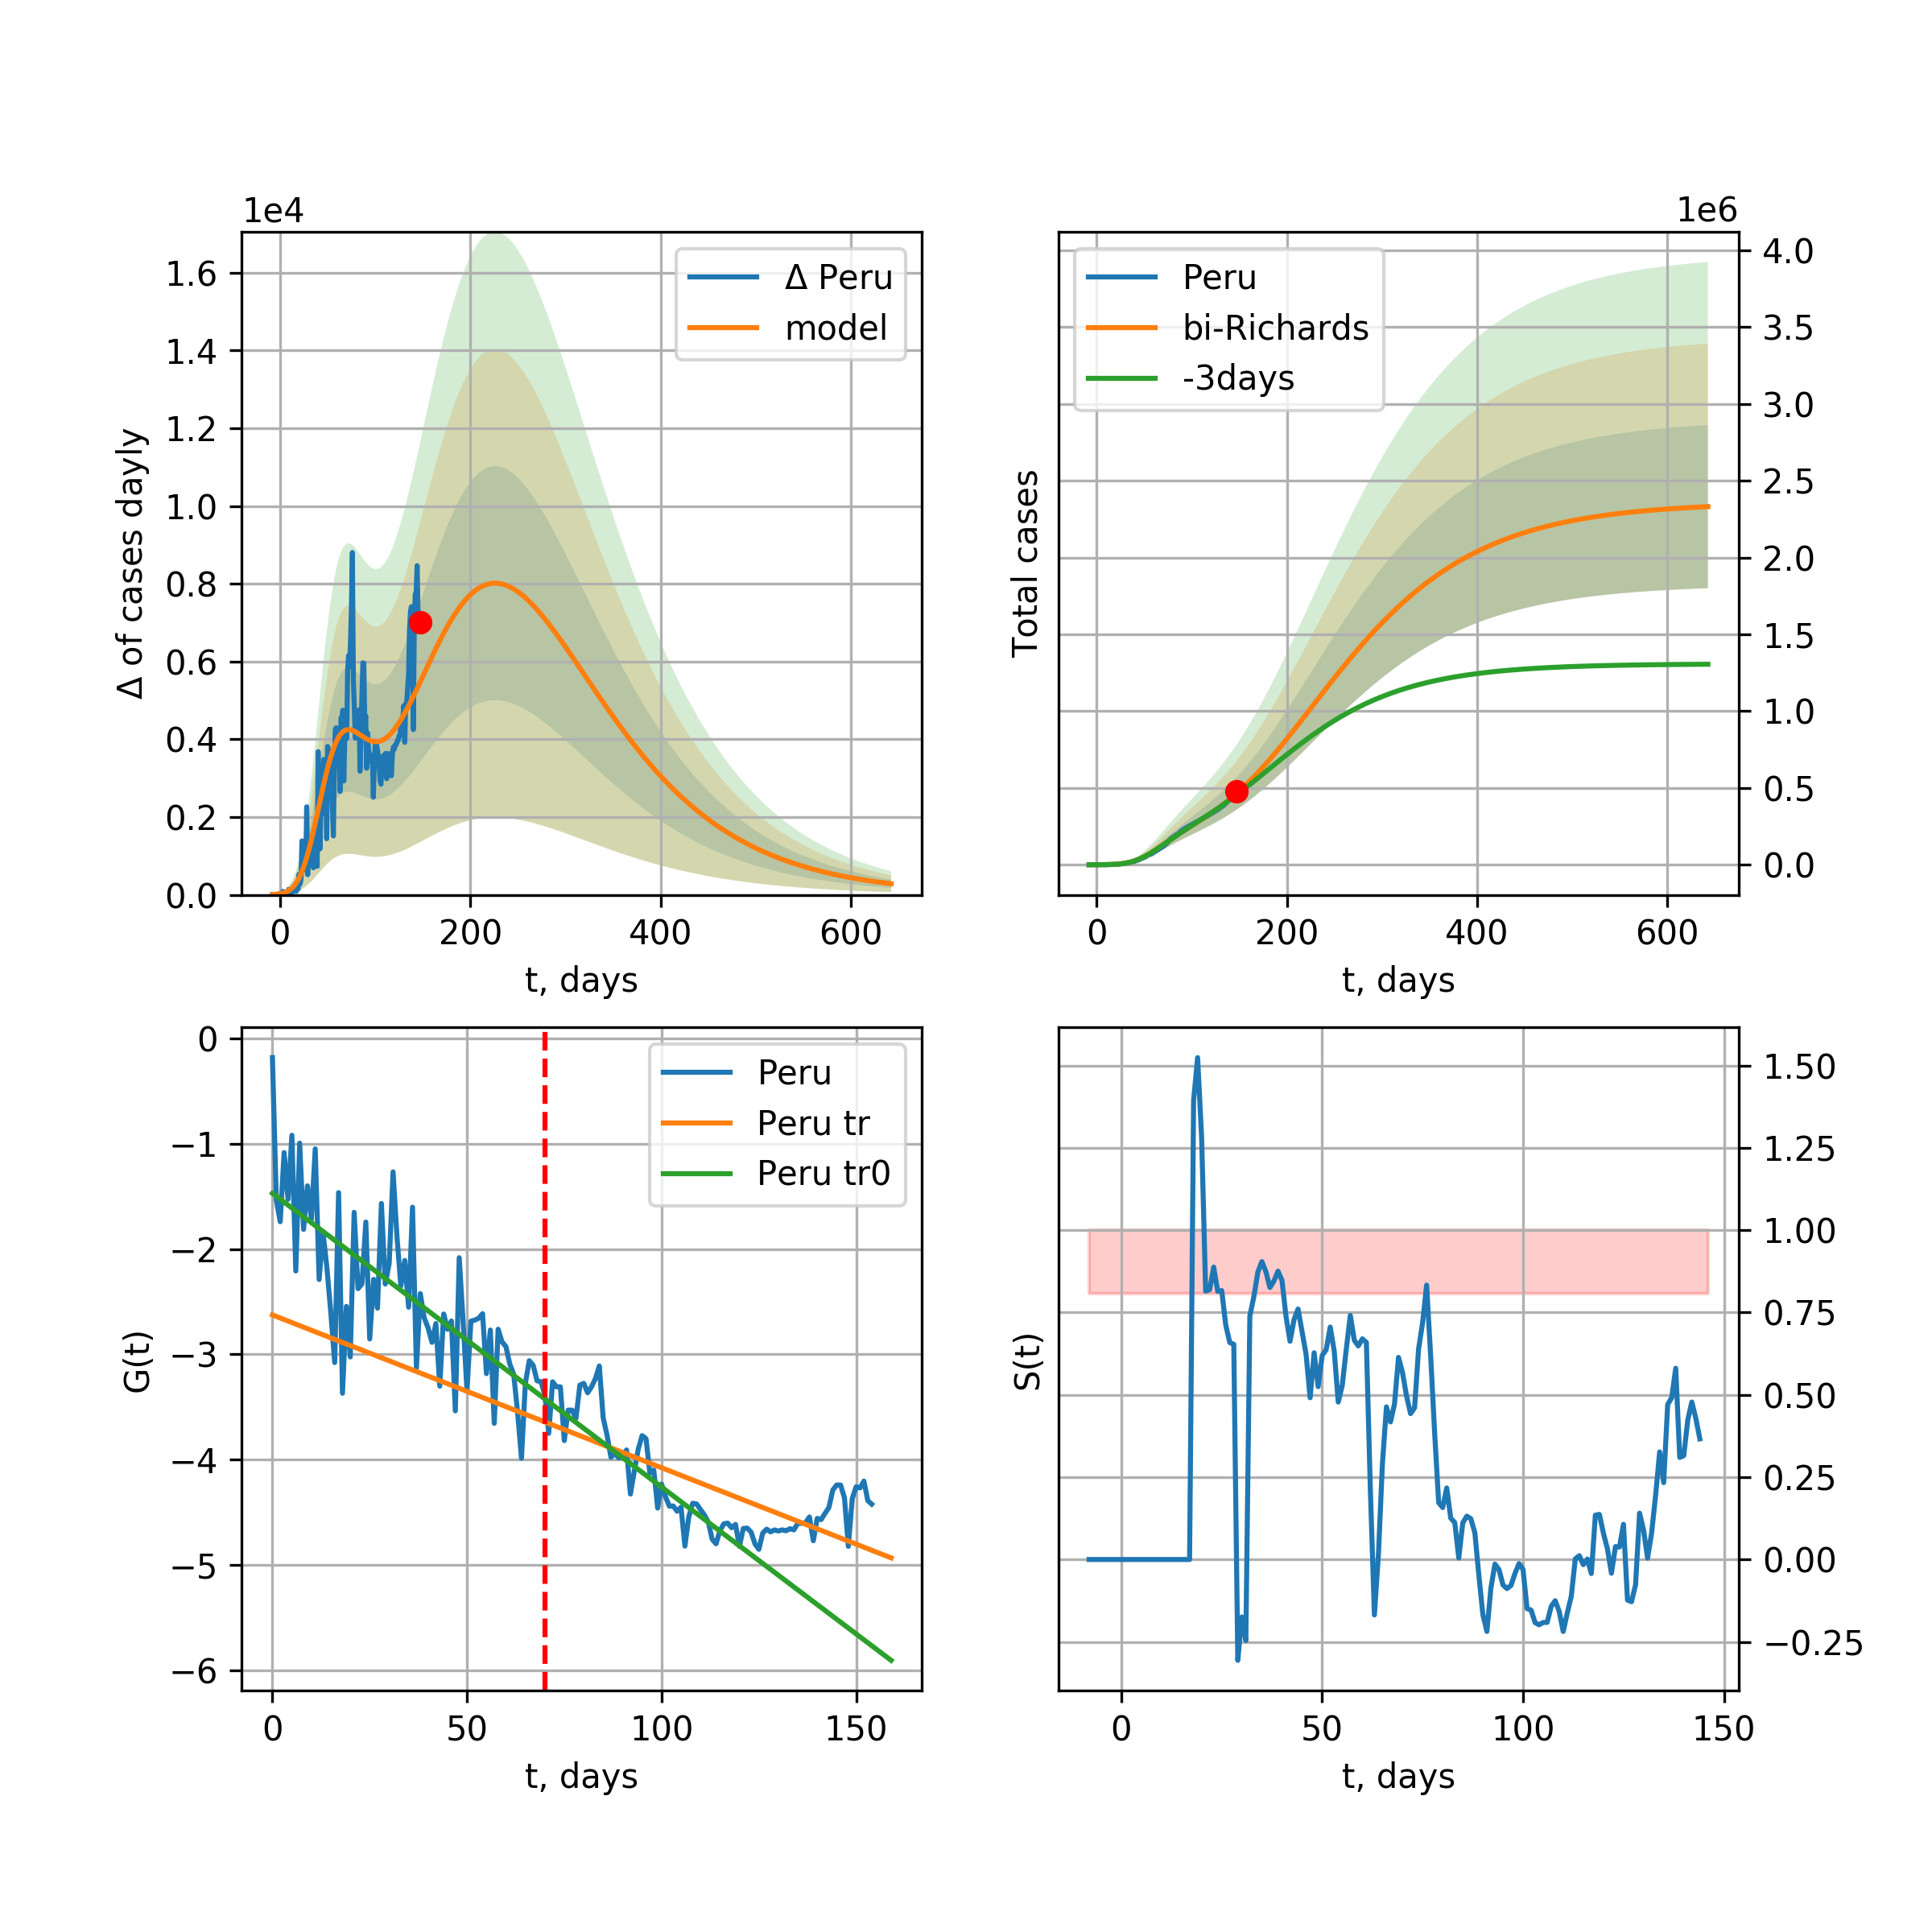 1e4
1.6
1.4
1.2
1.0
0.8
0.6
0.4
0.2
0.0
0 200 400 600
t, days
Δ of cases dayly
Δ Peru
model
1e6
4.0
3.5
3.0
2.5
2.0
1.5
1.0
0.5
0.0
0 200 400 600
t, days
Total cases
Peru
bi-Richards
-3days
0
−1
−2
−3
−4
−5
−6
0 50 100 150
t, days
G(t)
Peru
Peru tr
Peru tr0
1.50
1.25
1.00
0.75
0.50
0.25
0.00
−0.25
0 50 100 150
t, days
S(t)